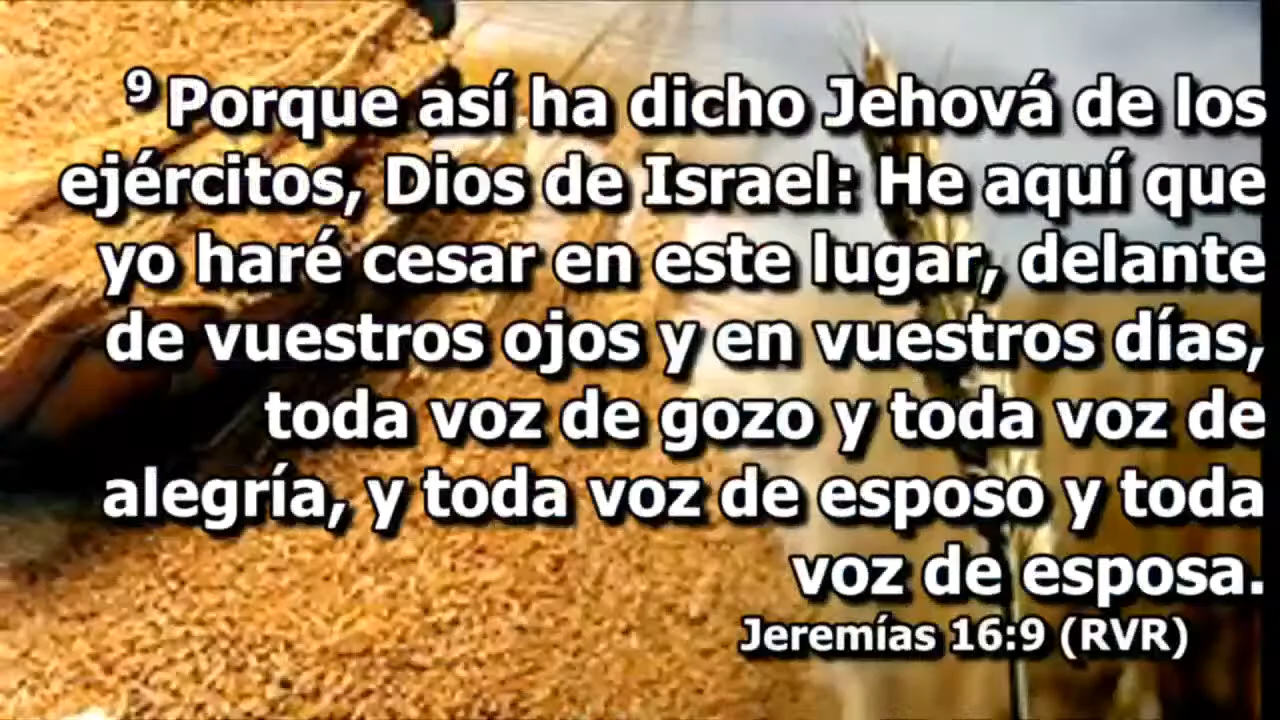 9 Porque así ha dicho Jehová de los
ejércitos, Dios de Israel: He aquí que
yo haré cesar en este lugar, delante
de vuestros ojos y en vuestros días,
toda voz de gozo y toda voz de
alegría, y toda voz de esposo y toda
voz de esposa.
Jeremías 16:9 (RVR)